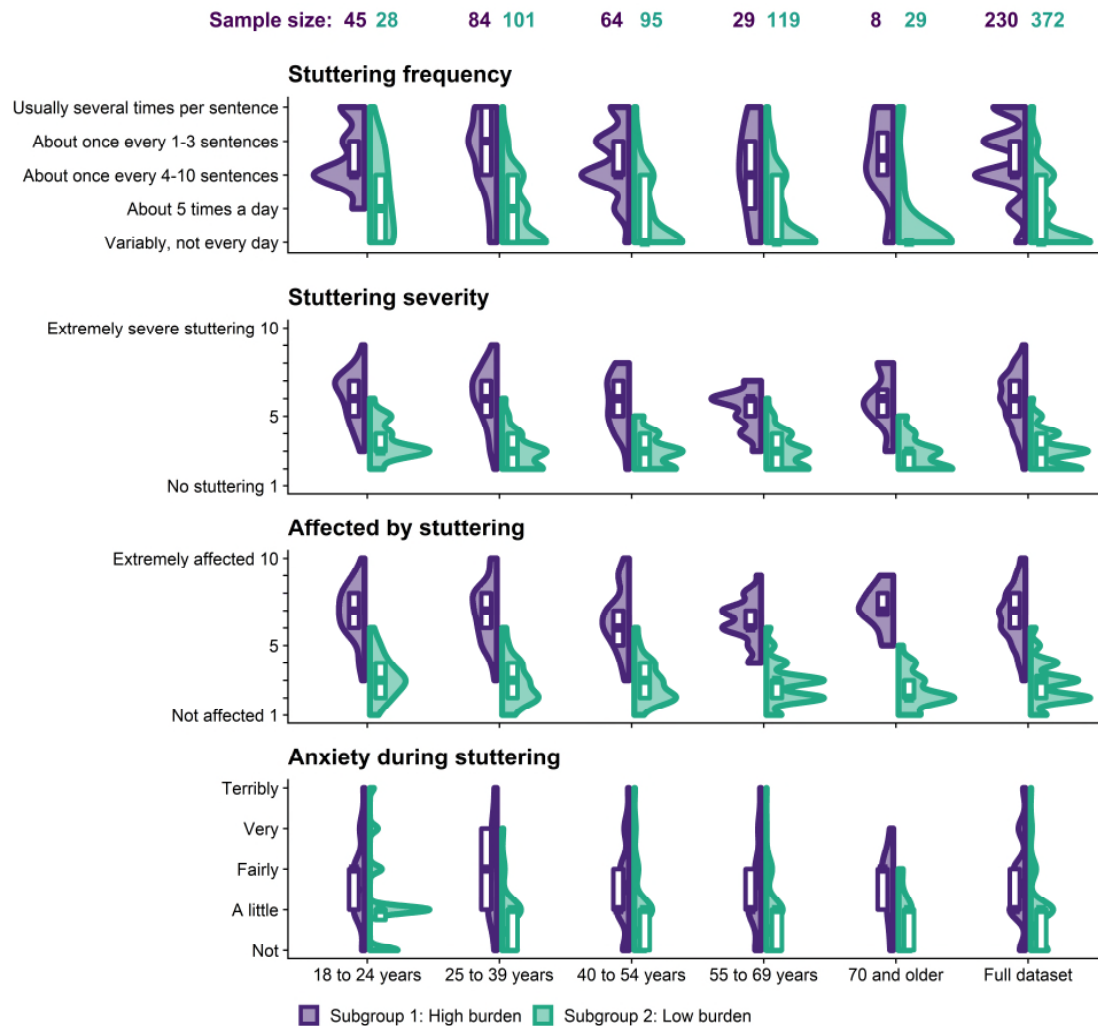 Sample size: 45 28 84 101 64 95 29 119 8 29 230 372
Stuttering frequency
Usually several times per sentence
About once every 1-3 sentences
About once every 4-10 sentences
About 5 times a day
Variably, not every day
Stuttering severity
Extremely severe stuttering 10
5
No stuttering 1
Affected by stuttering
Extremely affected 10
5
Not affected 1
Anxiety during stuttering
Terribly
Very
Fairly
A little
Not
18 to 24 years 25 to 39 years 40 to 54 years 55 to 69 years 70 and older Full dataset
Subgroup 1: High burden Subgroup 2: Low burden